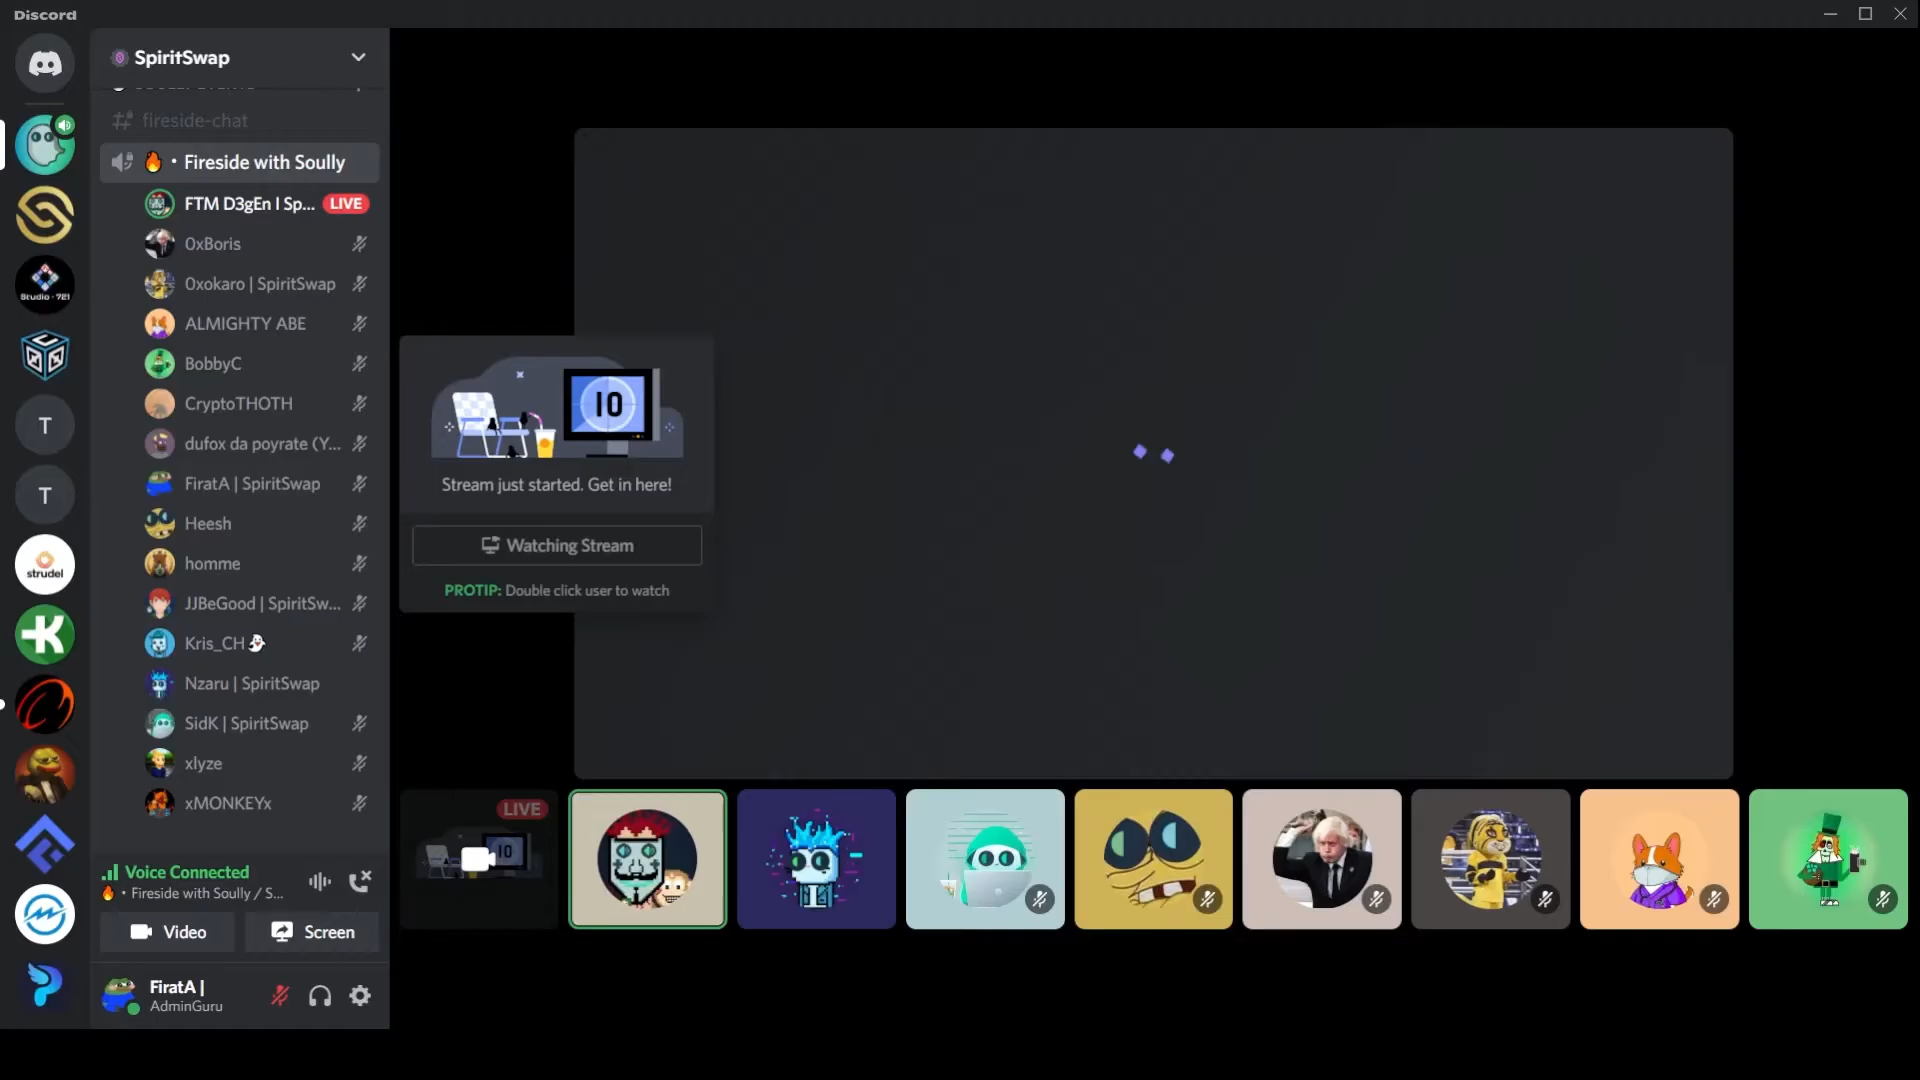 Discord
SpiritSwap
fireside-chat
Fireside with Soully
FTM D3gEn I Sp... LIVE
0xBoris
0xokaro | SpiritSwap
ALMIGHTY ABE
BobbyC
CryptoTHOTH
dufox da poyrate (Y...
FiratA | SpiritSwap
Heesh
homme
JJBeGood | SpiritSw...
Kris_CH👻
Nzaru | SpiritSwap
SidK | SpiritSwap
xlyze
xMONKEYx
Voice Connected
Fireside with Soully / S...
Video
Screen
FiratA |
AdminGuru
Studio - 721
T
T
strudel
10
Stream just started. Get in here!
Watching Stream
PROTIP: Double click user to watch
LIVE
10